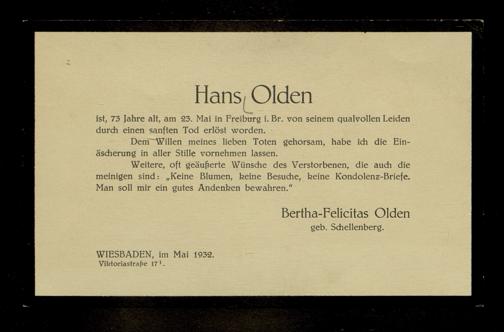 Hans Olden
ist, 73 Jahre alt, am 23. Mai in Freiburg i. Br. von seinem qualvollen Leiden
durch einen sanften Tod erlöst worden.
Dem Willen meines lieben Toten gehorsam, habe ich die Ein-
äscherung in aller Stille vornehmen lassen.
Weitere, oft geäußerte Wünsche des Verstorbenen, die auch die
meinigen sind: „Keine Blumen, keine Besuche, keine Kondolenz-Briefe.
Man soll mir ein gutes Andenken bewahren.“
Bertha-Felicitas Olden
geb. Schellenberg.
WIESBADEN, im Mai 1932.
Viktoriastraße 17¹.